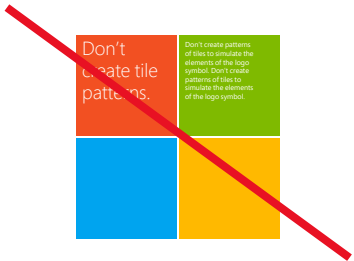 Don't
create tile
patterns.
Don't create patterns
of tiles to simulate the
elements of the logo
symbol. Don't create
patterns of tiles to
simulate the elements
of the logo symbol.